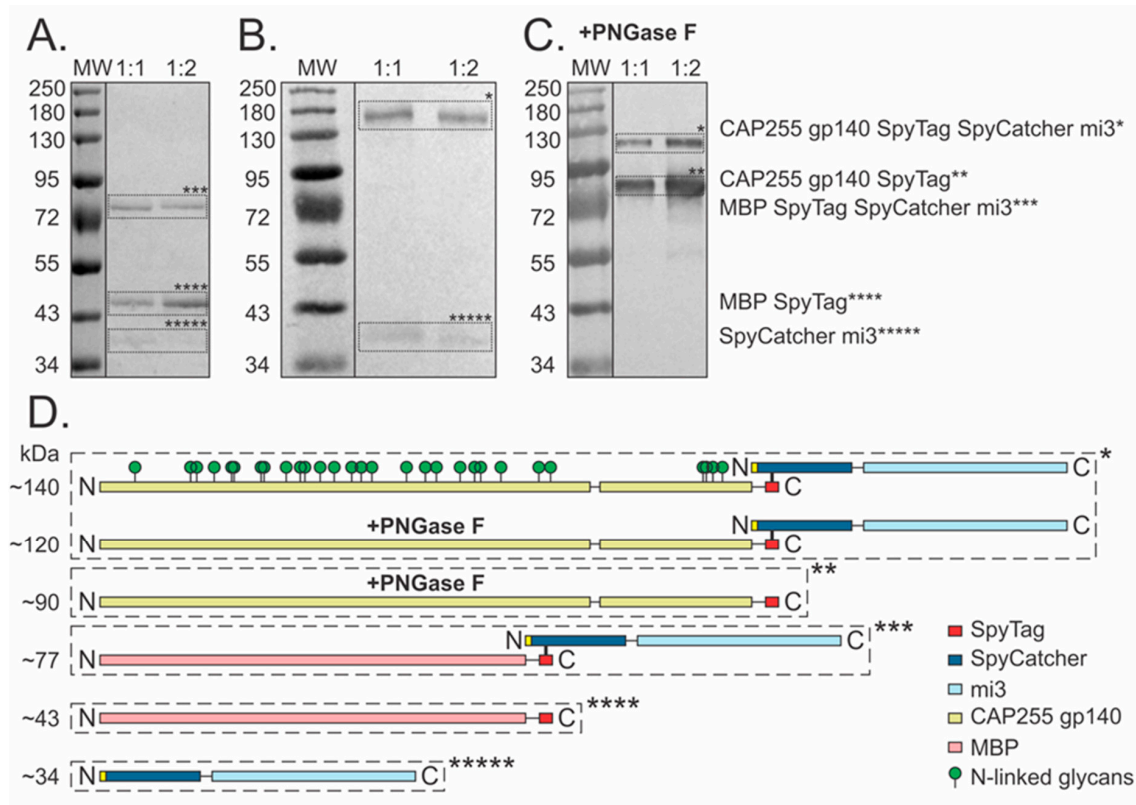 A.
B.
C.
+PNGase F
MW 1:1 1:2
MW 1:1 1:2
MW 1:1 1:2
250
180
130
95
72
55
43
34
***
****
*****
250
180
130
95
72
55
43
34
*
*****
250
180
130
95
72
55
43
34
*
**
CAP255 gp140 SpyTag SpyCatcher mi3*
CAP255 gp140 SpyTag**
MBP SpyTag SpyCatcher mi3***
MBP SpyTag****
SpyCatcher mi3*****
D.
kDa
N C *
~140 N C
+PNGase F N C
~120 N C
+PNGase F **
~90 N C
N C ***
~77 N C
~43 N C ****
~34 N C *****
SpyTag
SpyCatcher
mi3
CAP255 gp140
MBP
N-linked glycans